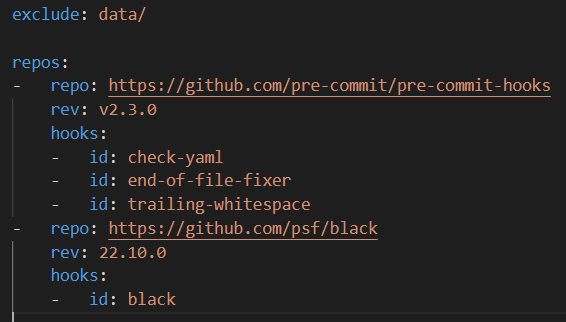 exclude: data/
repos:
-   repo: https://github.com/pre-commit/pre-commit-hooks
    rev: v2.3.0
    hooks:
    -   id: check-yaml
    -   id: end-of-file-fixer
    -   id: trailing-whitespace
-   repo: https://github.com/psf/black
    rev: 22.10.0
    hooks:
    -   id: black